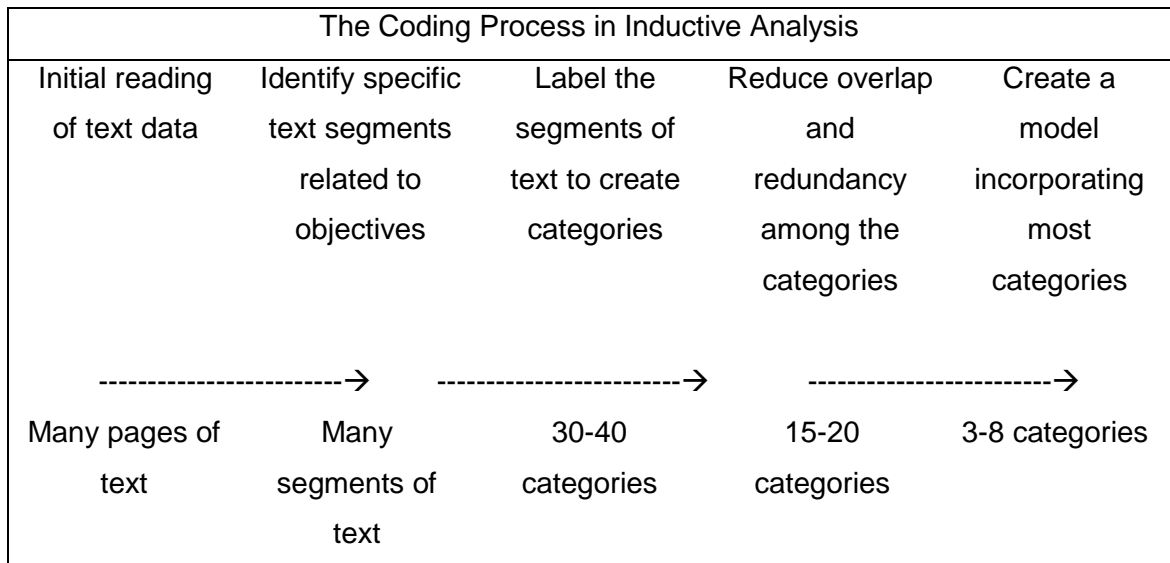 The Coding Process in Inductive Analysis
Initial reading
of text data
Identify specific
text segments
related to
objectives
Label the
segments of
text to create
categories
Reduce overlap
and
redundancy
among the
categories
Create a
model
incorporating
most
categories
-------------------------→ -------------------------→ -------------------------→
Many pages of
text
Many
segments of
text
30-40
categories
15-20
categories
3-8 categories